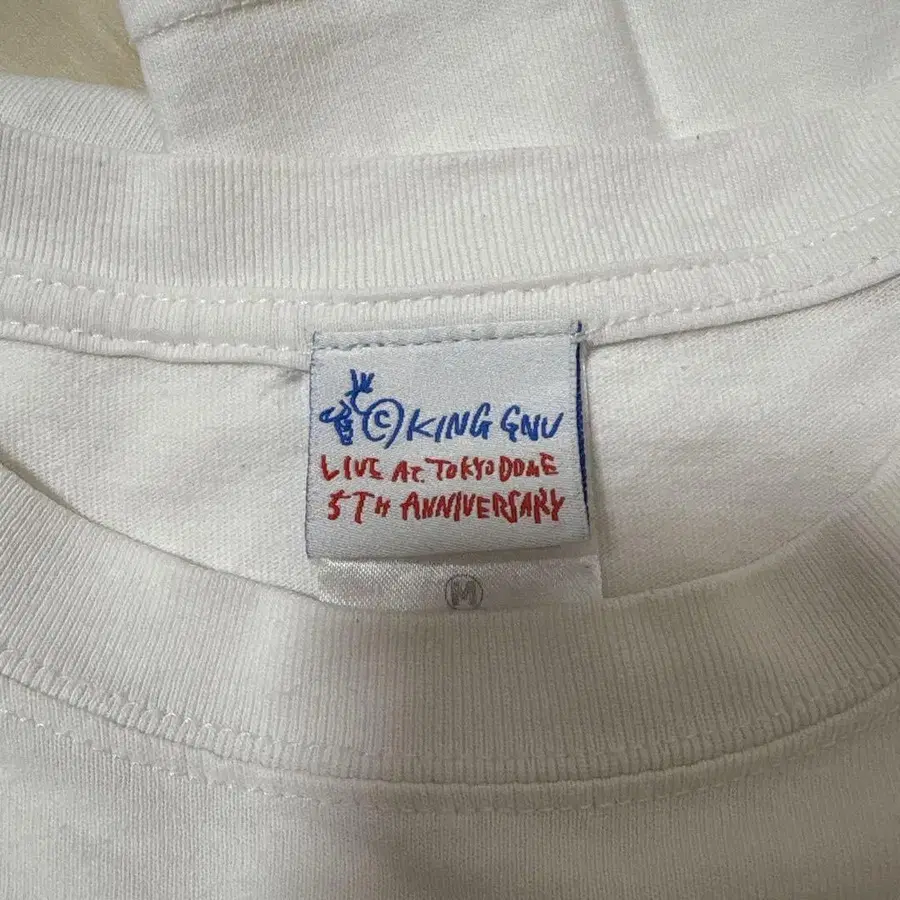 © KING GNU
LIVE AT. TOKYO DOME
5TH ANNIVERSARY
M